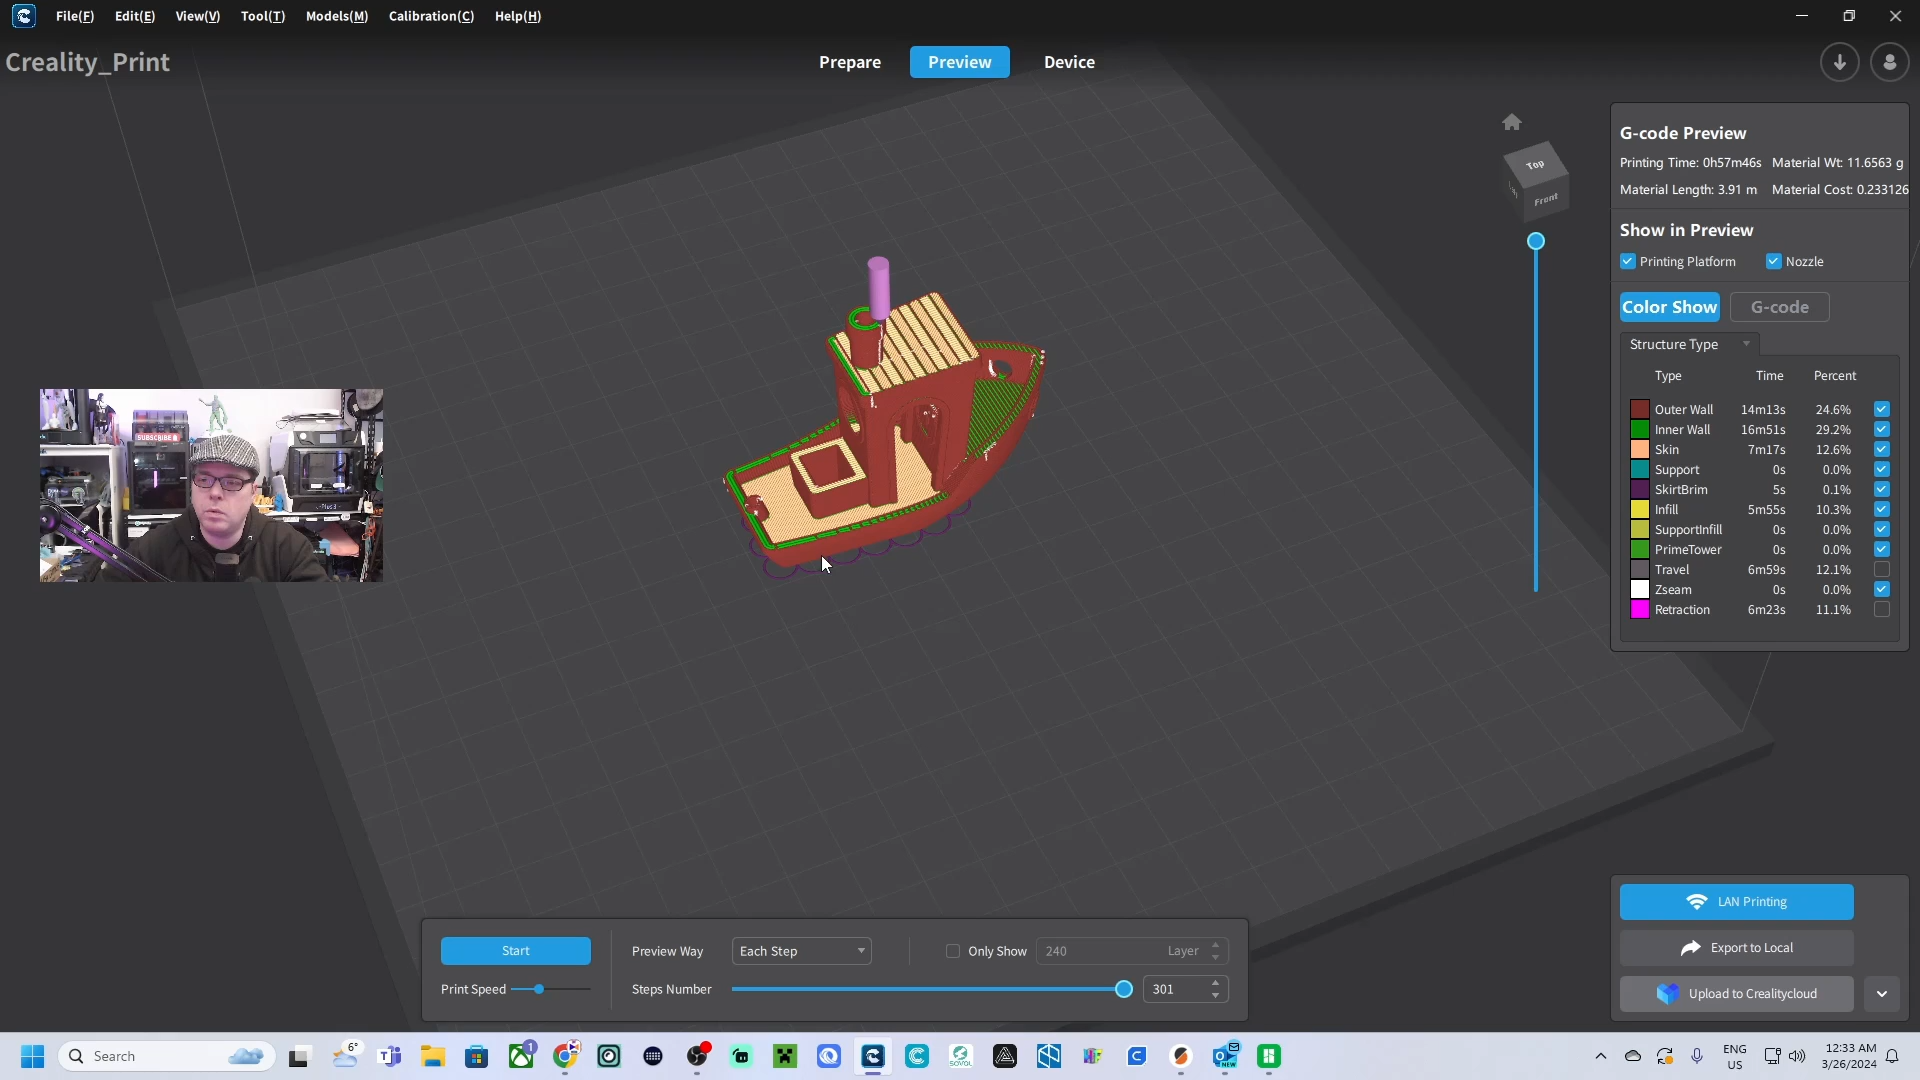 File(F) Edit(E) View(V) Tool(T) Models(M) Calibration(C) Help(H)
Creality_Print
Prepare Preview Device
Top
Front
SUBSCRIBE
G-code Preview
Printing Time: 0h57m46s Material Wt: 11.6563 g
Material Length: 3.91 m Material Cost: 0.233126
Show in Preview
Printing Platform Nozzle
Color Show G-code
Structure Type
Type Time Percent
Outer Wall 14m13s 24.6%
Inner Wall 16m51s 29.2%
Skin 7m17s 12.6%
Support 0s 0.0%
SkirtBrim 5s 0.1%
Infill 5m55s 10.3%
SupportInfill 0s 0.0%
PrimeTower 0s 0.0%
Travel 6m59s 12.1%
Zseam 0s 0.0%
Retraction 6m23s 11.1%
LAN Printing
Export to Local
Upload to Crealitycloud
Start Preview Way Each Step Only Show 240 Layer
Print Speed Steps Number 301
Search
6°
1
SOVOL
NEW
ENG
US
12:33 AM
3/26/2024